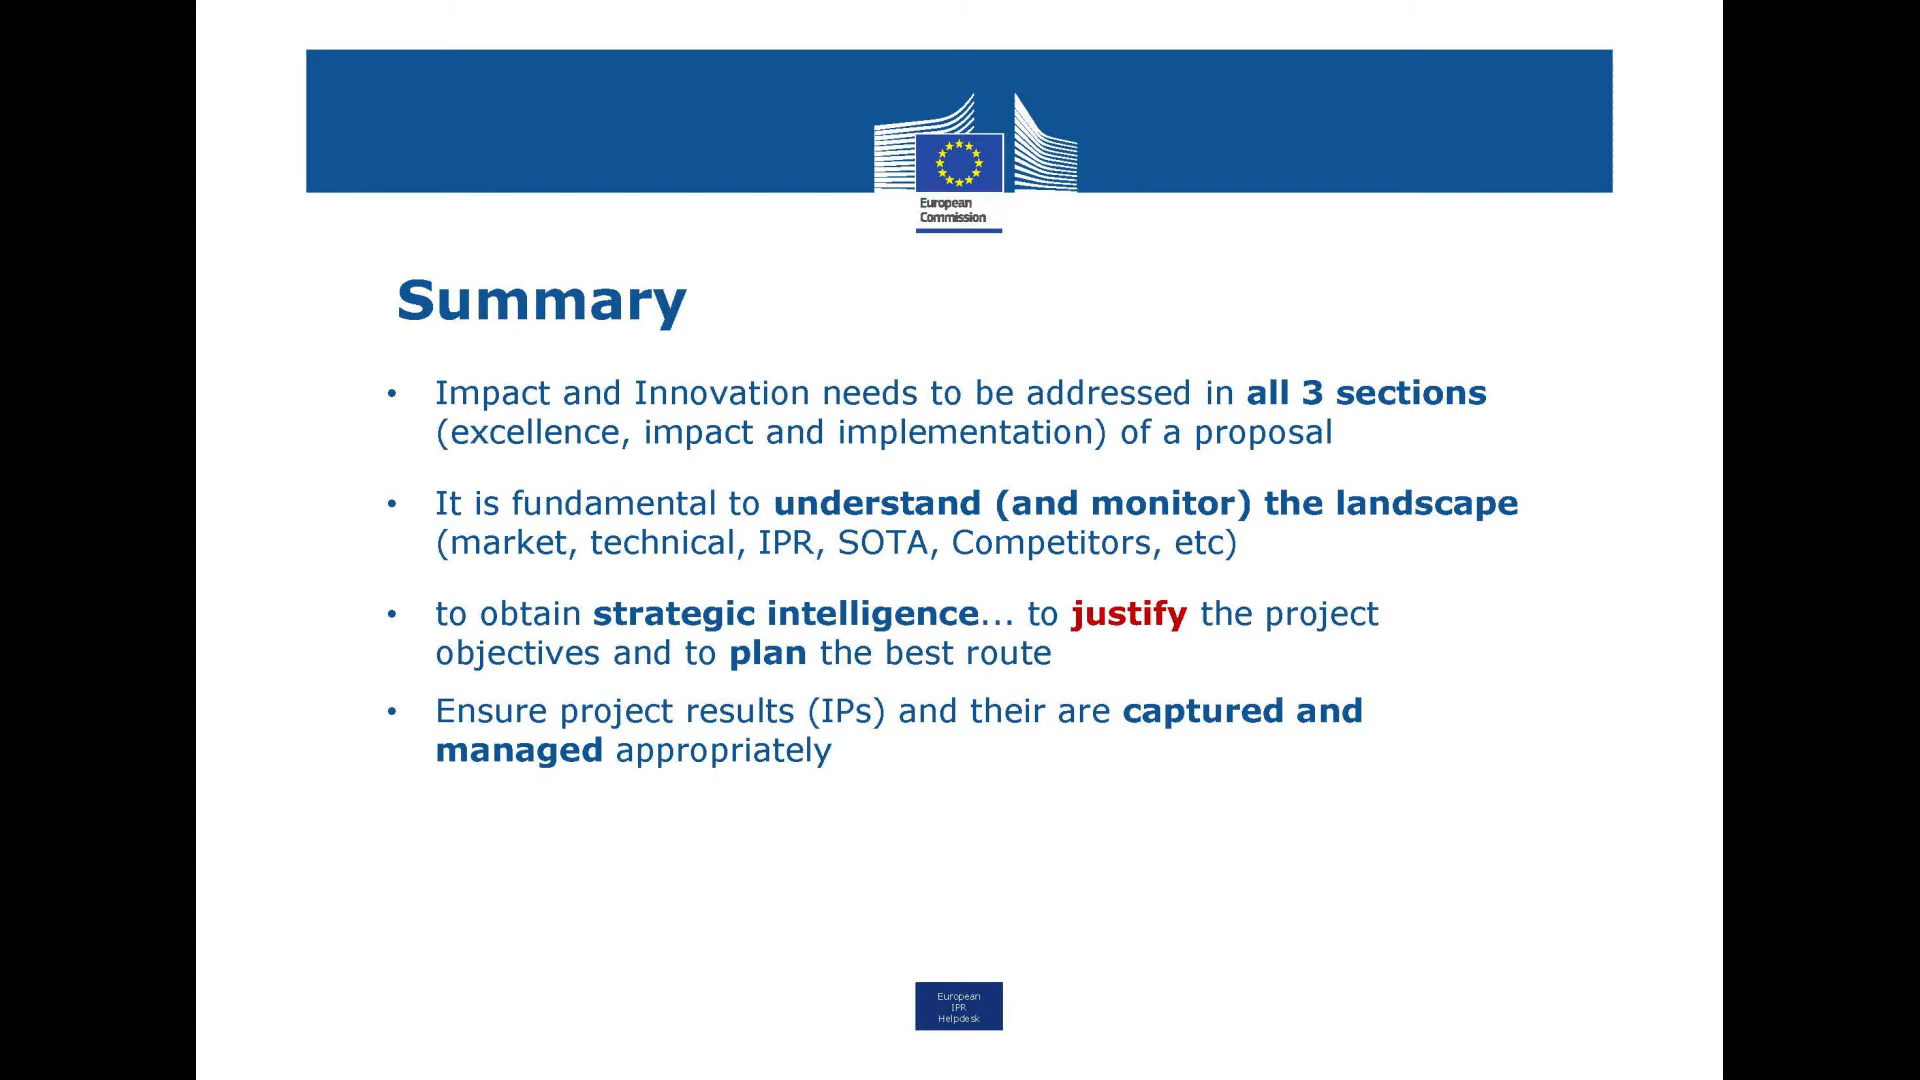 European
Commission
Summary
• Impact and Innovation needs to be addressed in all 3 sections
(excellence, impact and implementation) of a proposal
• It is fundamental to understand (and monitor) the landscape
(market, technical, IPR, SOTA, Competitors, etc)
• to obtain strategic intelligence... to justify the project
objectives and to plan the best route
• Ensure project results (IPs) and their are captured and
managed appropriately
European
IPR
Helpdesk